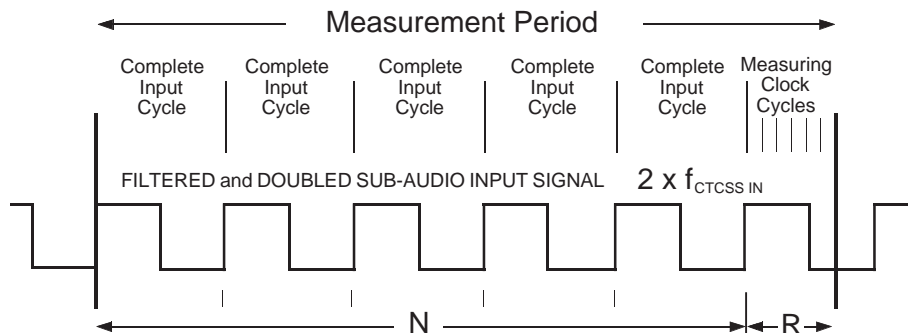 Measurement Period
Complete Input Cycle
Complete Input Cycle
Complete Input Cycle
Complete Input Cycle
Complete Input Cycle
Measuring Clock Cycles
FILTERED and DOUBLED SUB-AUDIO INPUT SIGNAL 2 x fCTCSS IN
N
R